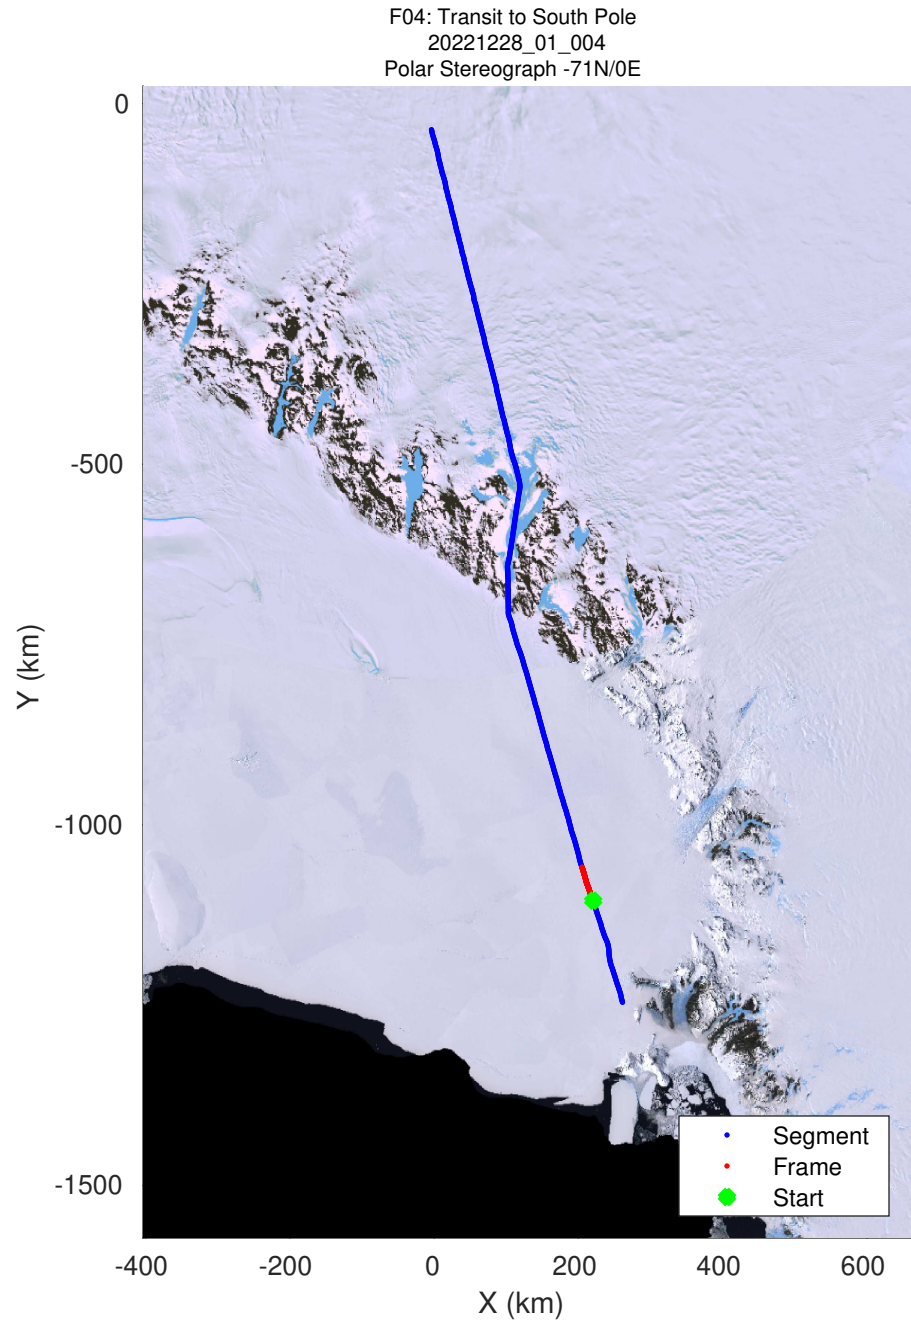 F04: Transit to South Pole
20221228_01_004
Polar Stereograph -71N/0E
0
-500
-1000
-1500
Y (km)
-400
-200
0
200
400
600
X (km)
Segment
Frame
Start